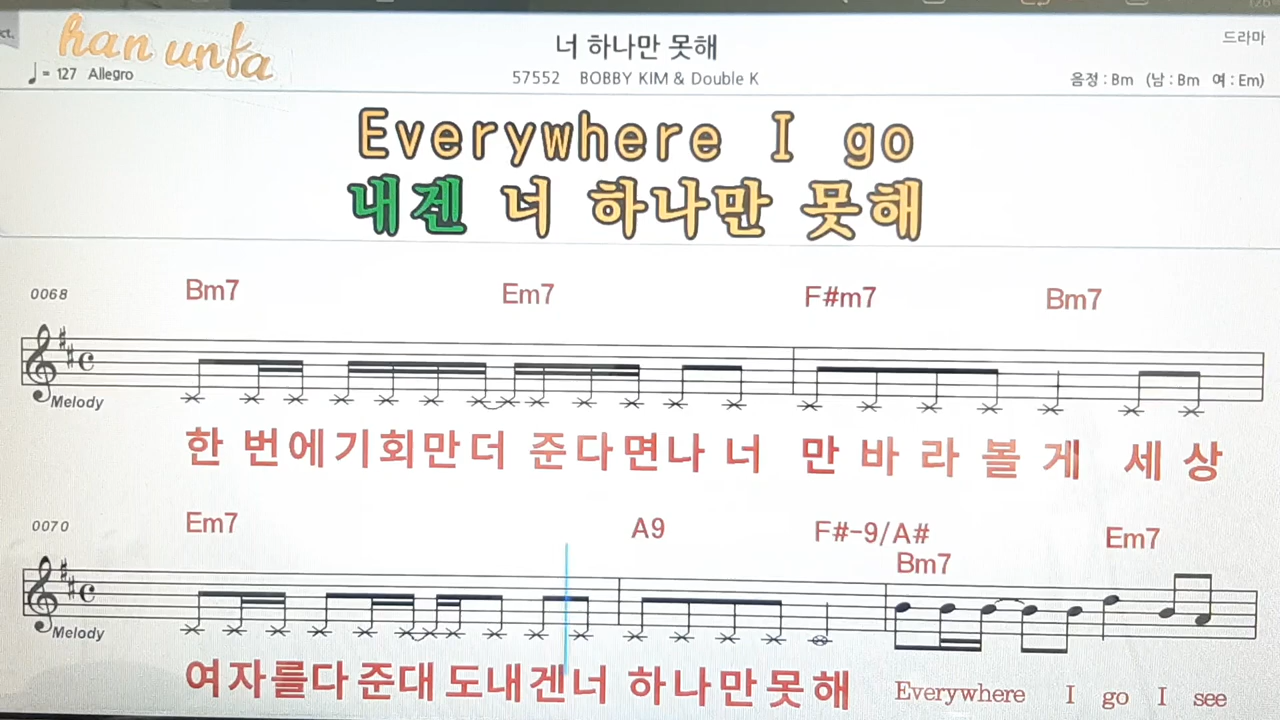 ct.
han unfa
♩= 127 Allegro
너 하나만 못해
57552 BOBBY KIM & Double K
드라마
음정 : Bm (남 : Bm 여 : Em)
Everywhere I go
내겐 너 하나만 못해
0068 Bm7 Em7 F#m7 Bm7
Melody
한 번에기회만더 준다면나 너 만 바 라 볼 게 세 상
0070 Em7 A9 F#-9/A# Bm7 Em7
Melody
여자를다준대도내겐너 하나만못해 Everywhere I go I see